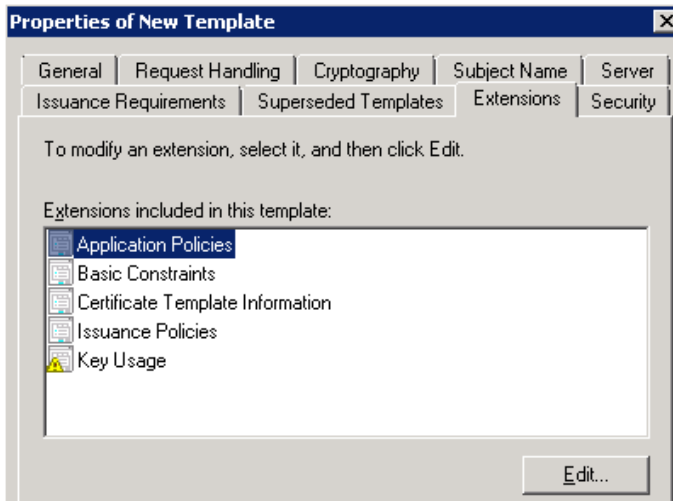 Properties of New Template
General Request Handling Cryptography Subject Name Server
Issuance Requirements Superseded Templates Extensions Security
To modify an extension, select it, and then click Edit.
Extensions included in this template:
Application Policies
Basic Constraints
Certificate Template Information
Issuance Policies
Key Usage
Edit...